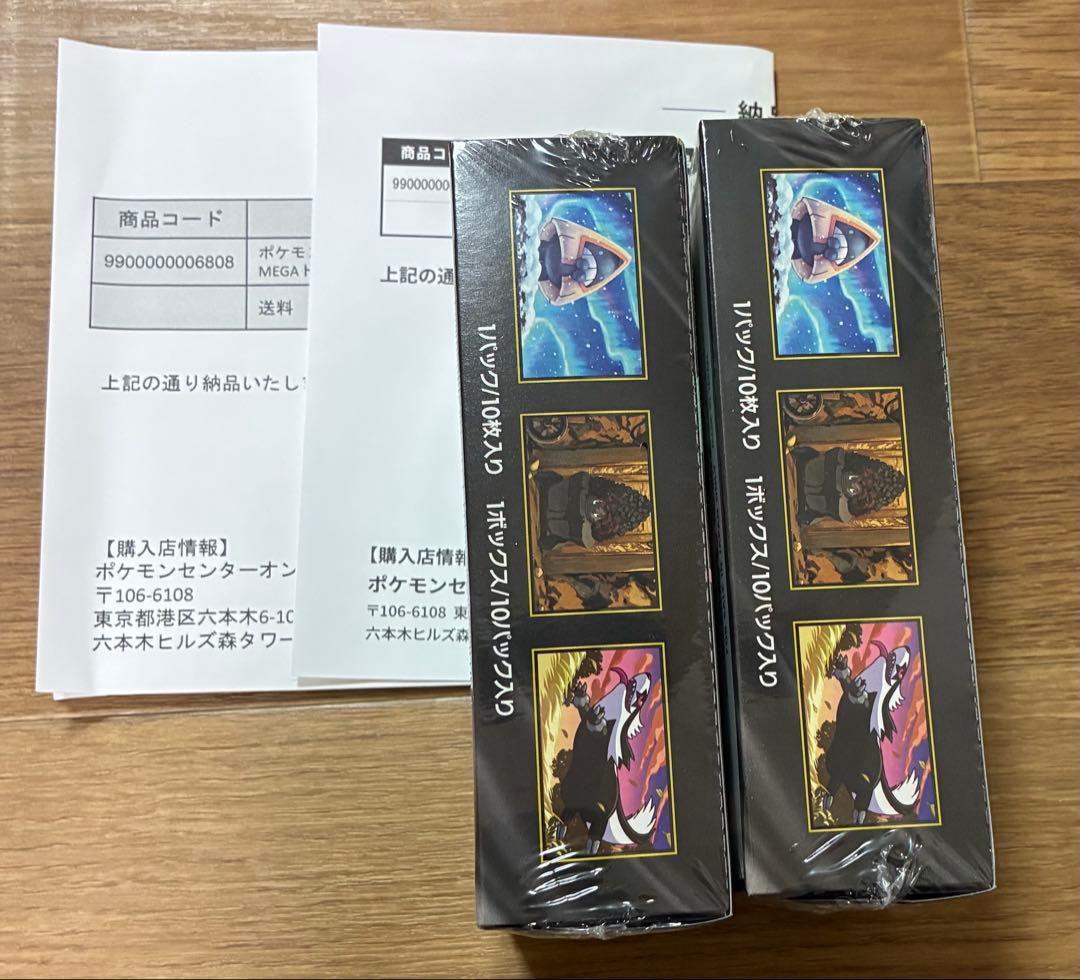 商品コード
9900000006808
ポケモ
MEGA
送料
上記の通り納品いたし
【購入店情報】
ポケモンセンターオン
〒106-6108
東京都港区六本木6-10
六本木ヒルズ森タワー
納
商品コ
99000000
上記の通
【購入店情報
ポケモンセ
〒106-6108 東
六本木ヒルズ森
1パック/10枚入り 1ボックス/10パック入り
1パック/10枚入り 1ボックス/10パック入り